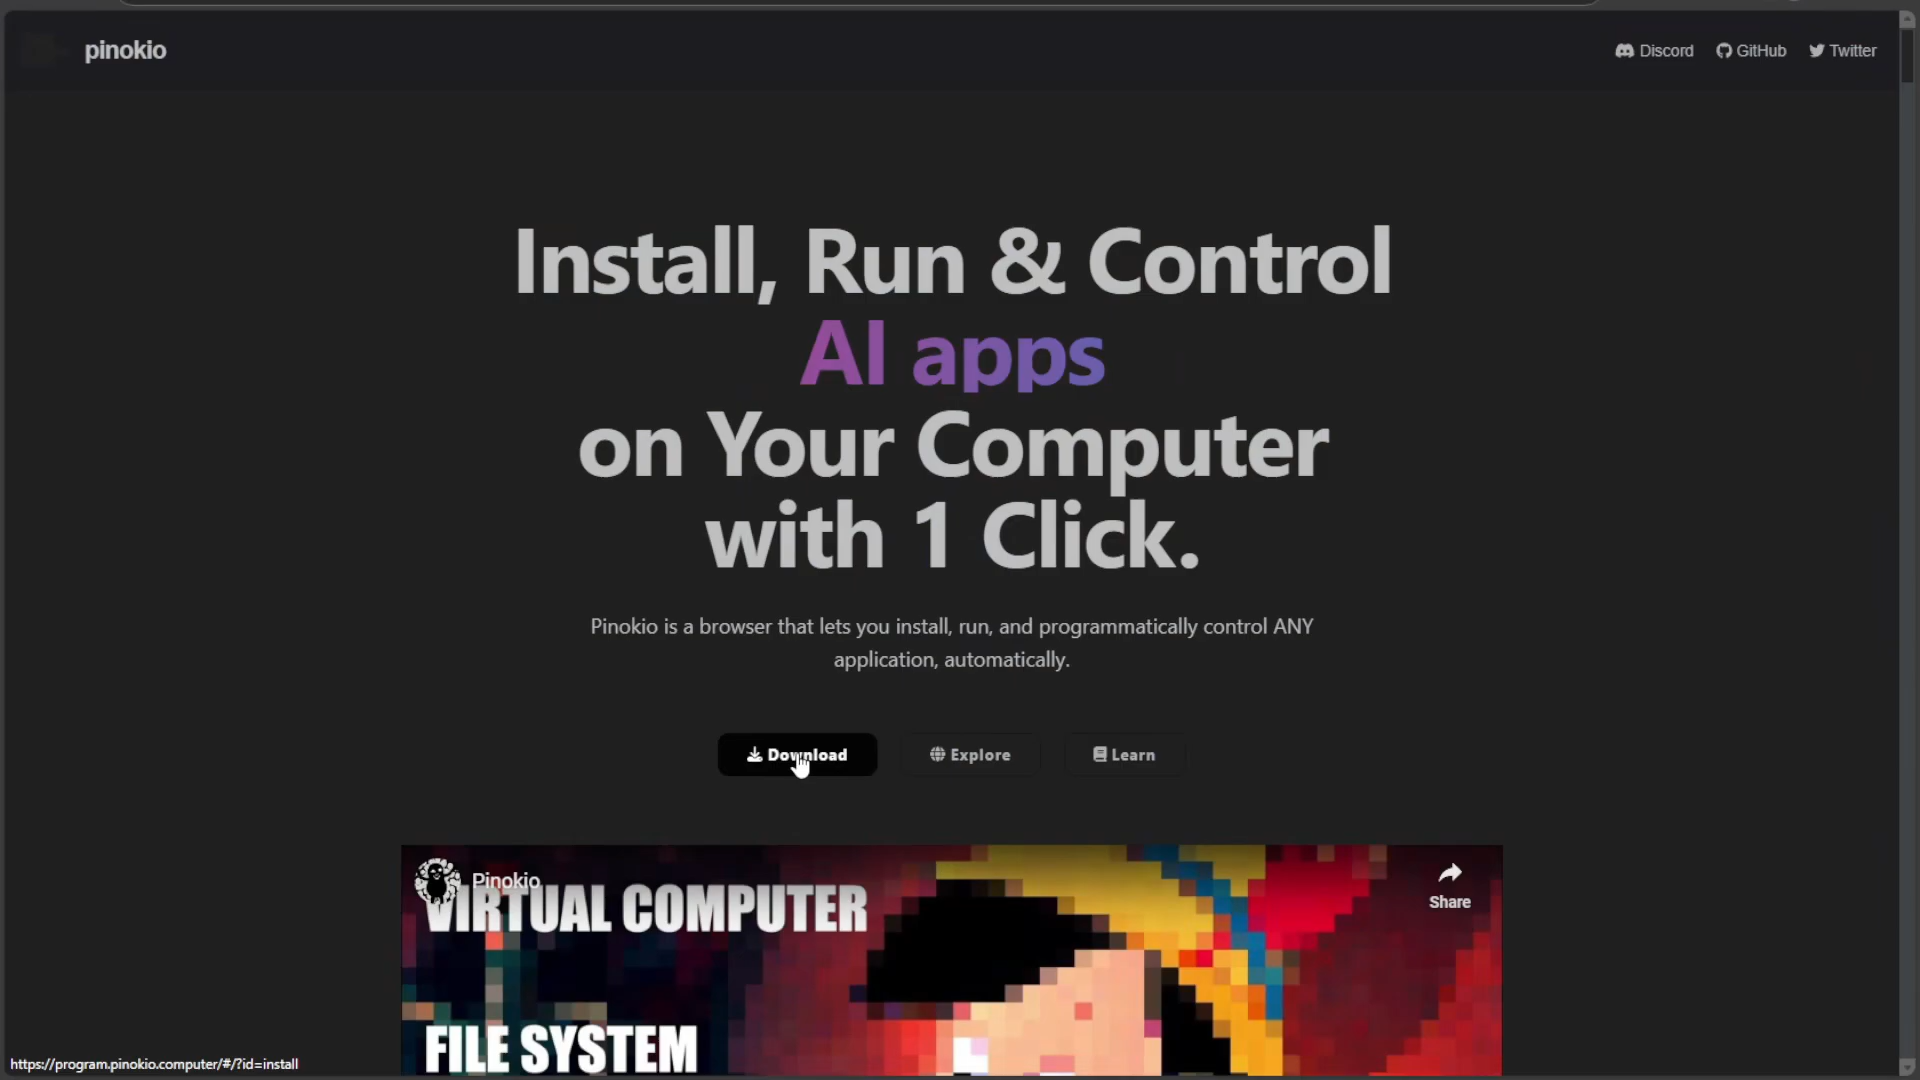 pinokio
Discord
GitHub
Twitter
Install, Run & Control
AI apps
on Your Computer
with 1 Click.
Pinokio is a browser that lets you install, run, and programmatically control ANY
application, automatically.
Download
Explore
Learn
Pinokio
Share
VIRTUAL COMPUTER
FILE SYSTEM
https://program.pinokio.computer/#/?id=install